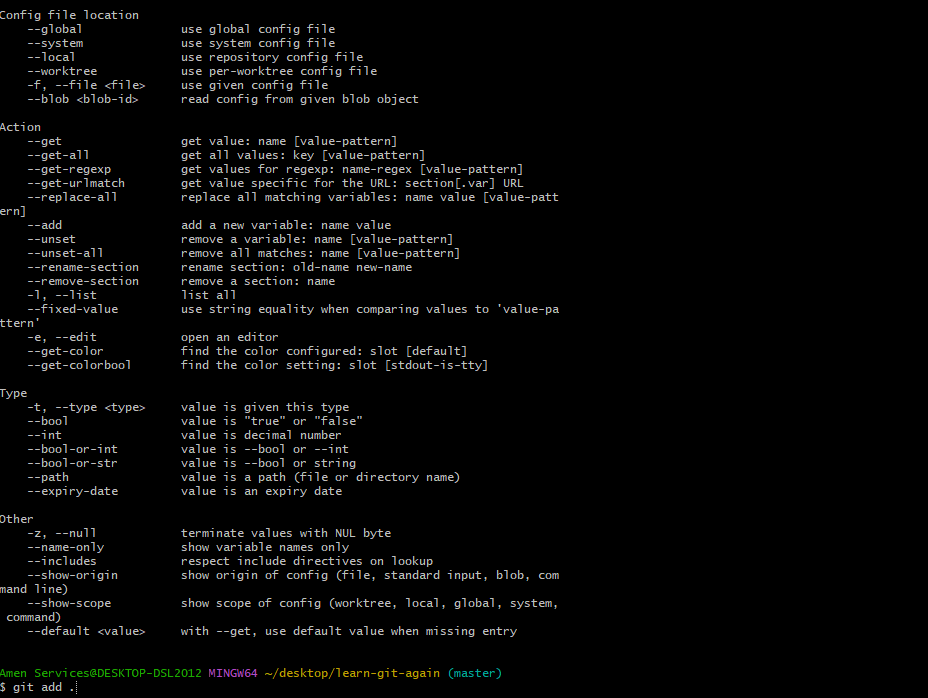 Config file location
    --global              use global config file
    --system              use system config file
    --local               use repository config file
    --worktree            use per-worktree config file
    -f, --file <file>     use given config file
    --blob <blob-id>      read config from given blob object

Action
    --get                 get value: name [value-pattern]
    --get-all             get all values: key [value-pattern]
    --get-regexp          get values for regexp: name-regex [value-pattern]
    --get-urlmatch        get value specific for the URL: section[.var] URL
    --replace-all         replace all matching variables: name value [value-patt
ern]
    --add                 add a new variable: name value
    --unset               remove a variable: name [value-pattern]
    --unset-all           remove all matches: name [value-pattern]
    --rename-section      rename section: old-name new-name
    --remove-section      remove a section: name
    -l, --list            list all
    --fixed-value         use string equality when comparing values to 'value-pa
ttern'
    -e, --edit            open an editor
    --get-color           find the color configured: slot [default]
    --get-colorbool       find the color setting: slot [stdout-is-tty]

Type
    -t, --type <type>     value is given this type
    --bool                value is "true" or "false"
    --int                 value is decimal number
    --bool-or-int         value is --bool or --int
    --bool-or-str         value is --bool or string
    --path                value is a path (file or directory name)
    --expiry-date         value is an expiry date

Other
    -z, --null            terminate values with NUL byte
    --name-only           show variable names only
    --includes            respect include directives on lookup
    --show-origin         show origin of config (file, standard input, blob, com
mand line)
    --show-scope          show scope of config (worktree, local, global, system,
 command)
    --default <value>     with --get, use default value when missing entry

Amen Services@DESKTOP-DSL2012 MINGW64 ~/desktop/learn-git-again (master)
$ git add .